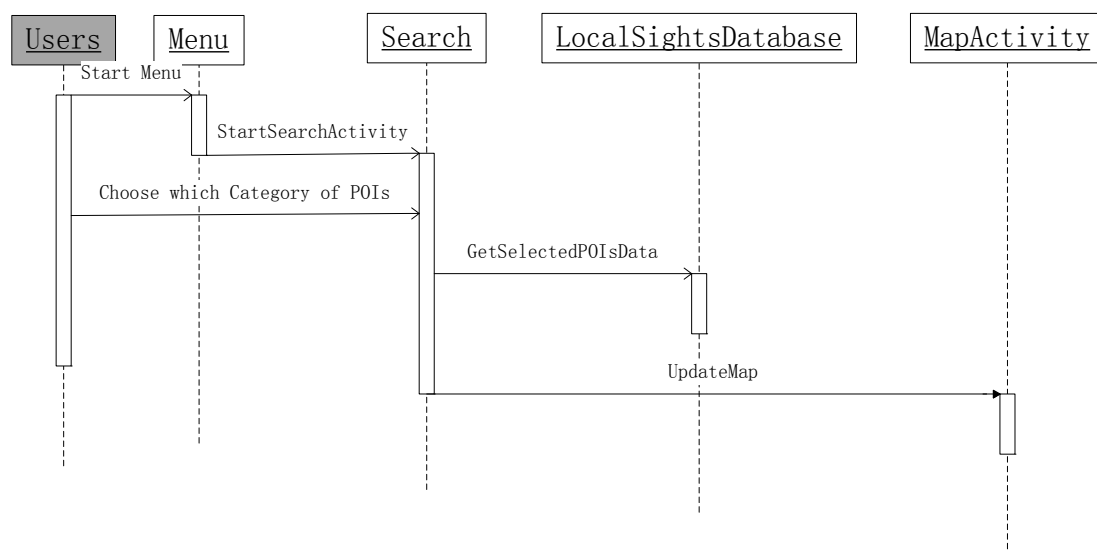 Users
Menu
Search
LocalSightsDatabase
MapActivity
Start Menu
StartSearchActivity
Choose which Category of POIs
GetSelectedPOIsData
UpdateMap